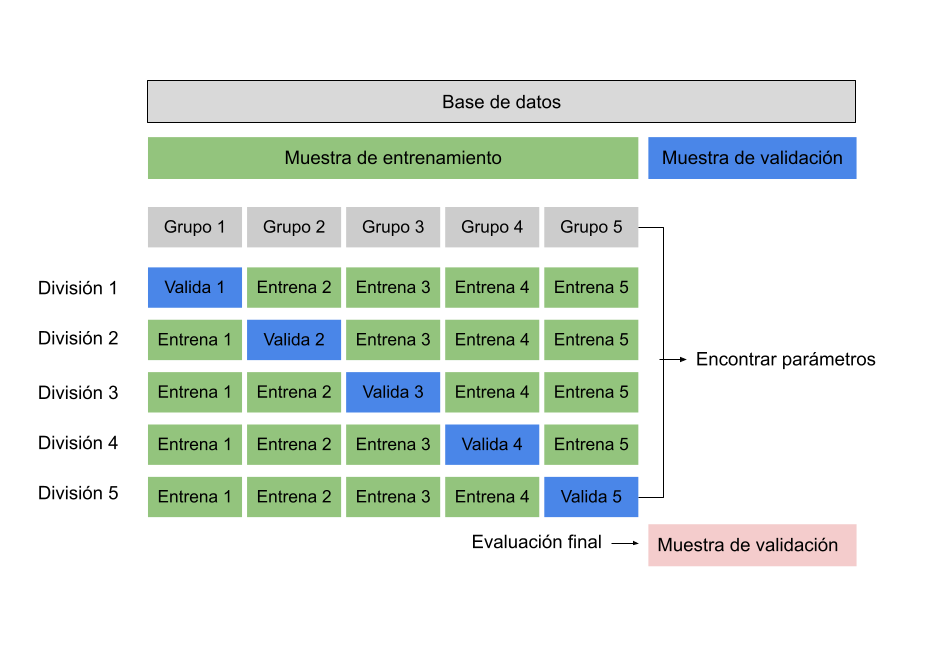 Base de datos
Muestra de entrenamiento Muestra de validación
Grupo 1 Grupo 2 Grupo 3 Grupo 4 Grupo 5
División 1 Valida 1 Entrena 2 Entrena 3 Entrena 4 Entrena 5
División 2 Entrena 1 Valida 2 Entrena 3 Entrena 4 Entrena 5
Encontrar parámetros
División 3 Entrena 1 Entrena 2 Valida 3 Entrena 4 Entrena 5
División 4 Entrena 1 Entrena 2 Entrena 3 Valida 4 Entrena 5
División 5 Entrena 1 Entrena 2 Entrena 3 Entrena 4 Valida 5
Evaluación final Muestra de validación